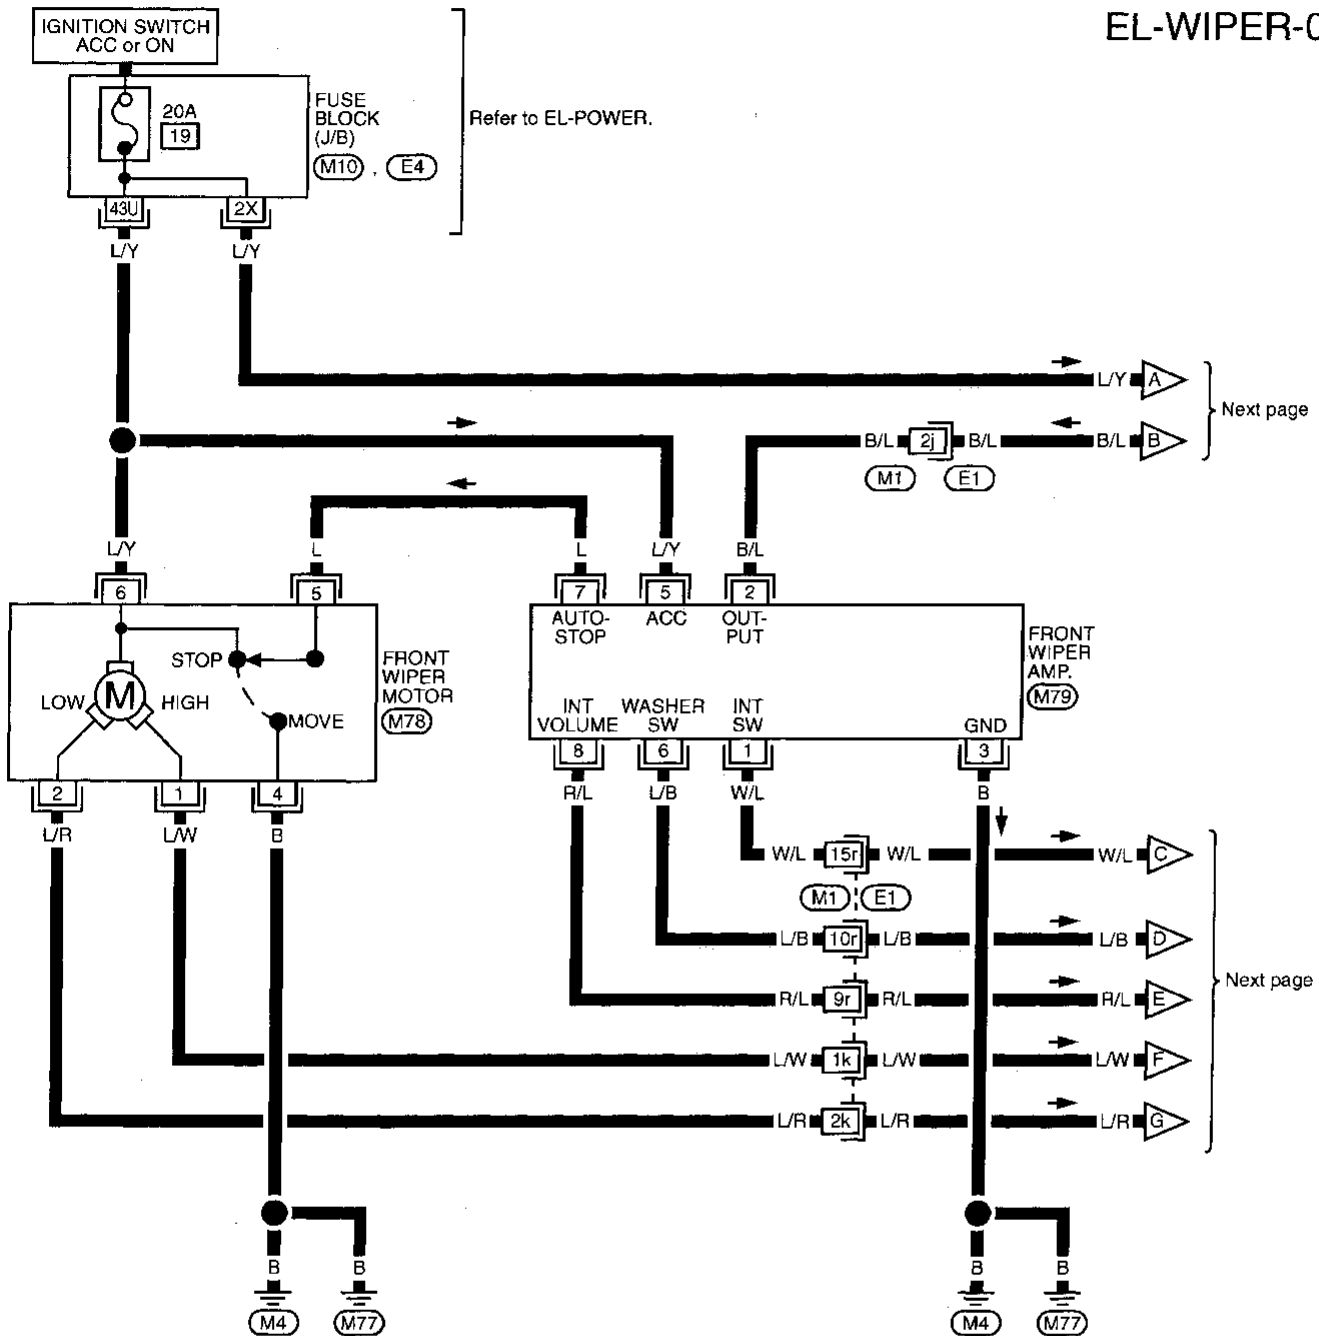 EL-WIPER-0
IGNITION SWITCH
ACC or ON
20A
19
FUSE
BLOCK
(J/B)
M10 , E4
Refer to EL-POWER.
43U
2X
L/Y
L/Y
L/Y
A
Next page
B/L
2j
B/L
B/L
B
M1
E1
L/Y
L
L
L/Y
B/L
6
5
7
5
2
AUTO-
STOP
ACC
OUT-
PUT
FRONT
WIPER
AMP.
M79
STOP
LOW
M
HIGH
MOVE
FRONT
WIPER
MOTOR
M78
INT
VOLUME
WASHER
SW
INT
SW
GND
8
6
1
3
2
1
4
R/L
L/B
W/L
B
L/R
L/W
B
W/L
15r
W/L
W/L
C
M1
E1
L/B
10r
L/B
L/B
D
R/L
9r
R/L
R/L
E
Next page
L/W
1k
L/W
L/W
F
L/R
2k
L/R
L/R
G
B
B
B
B
M4
M77
M4
M77